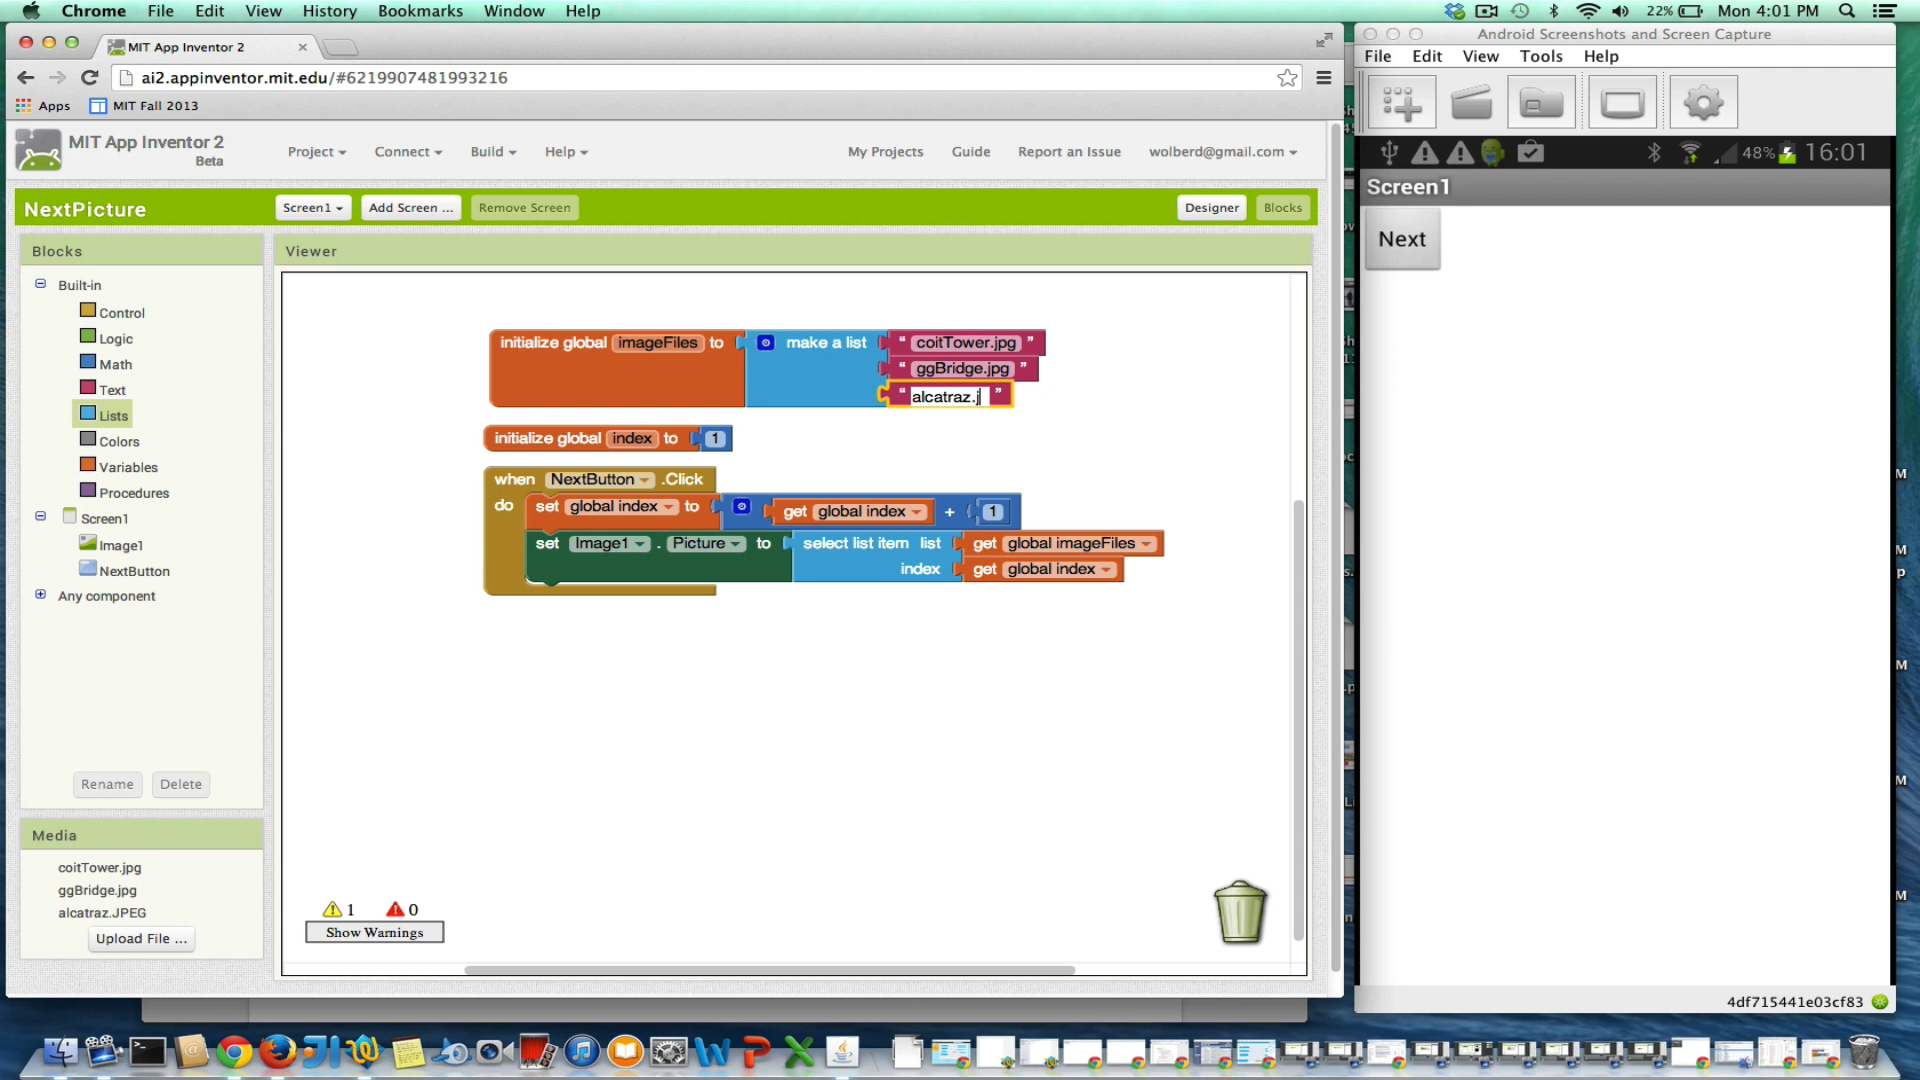 Chrome File Edit View History Bookmarks Window Help
22% Mon 4:01 PM
MIT App Inventor 2
ai2.appinventor.mit.edu/#6219907481993216
Apps MIT Fall 2013
MIT App Inventor 2
Beta
Project Connect Build Help My Projects Guide Report an Issue wolberd@gmail.com
NextPicture Screen1 Add Screen ... Remove Screen Designer Blocks
Blocks
Built-in
Control
Logic
Math
Text
Lists
Colors
Variables
Procedures
Screen1
Image1
NextButton
Any component
Rename Delete
Media
coitTower.jpg
ggBridge.jpg
alcatraz.JPEG
Upload File ...
Viewer
initialize global imageFiles to make a list " coitTower.jpg "
" ggBridge.jpg "
" alcatraz.j "
initialize global index to 1
when NextButton .Click
do set global index to get global index + 1
set Image1 . Picture to select list item list get global imageFiles
index get global index
1 0
Show Warnings
Android Screenshots and Screen Capture
File Edit View Tools Help
48% 16:01
Screen1
Next
4df715441e03cf83